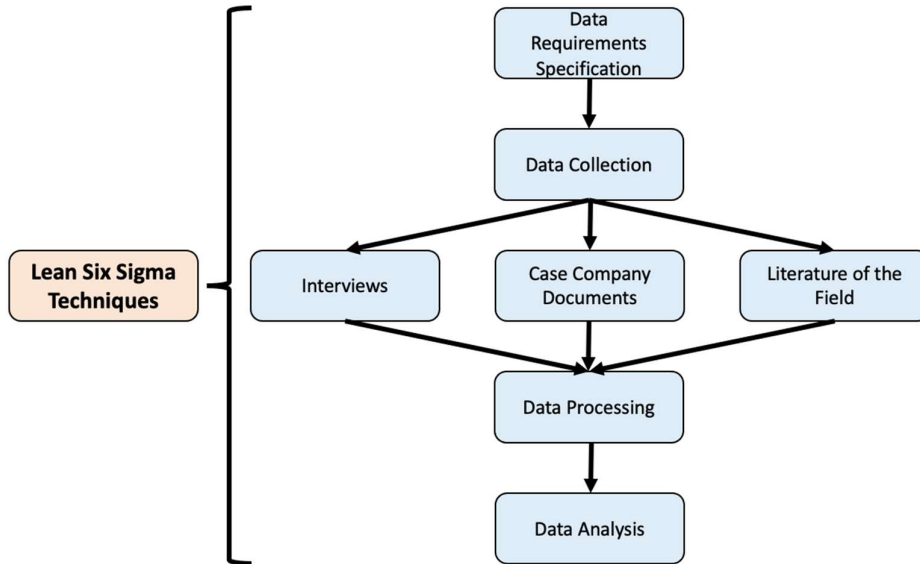 Data
Requirements
Specification
Data Collection
Lean Six Sigma
Techniques
Interviews
Case Company
Documents
Literature of the
Field
Data Processing
Data Analysis